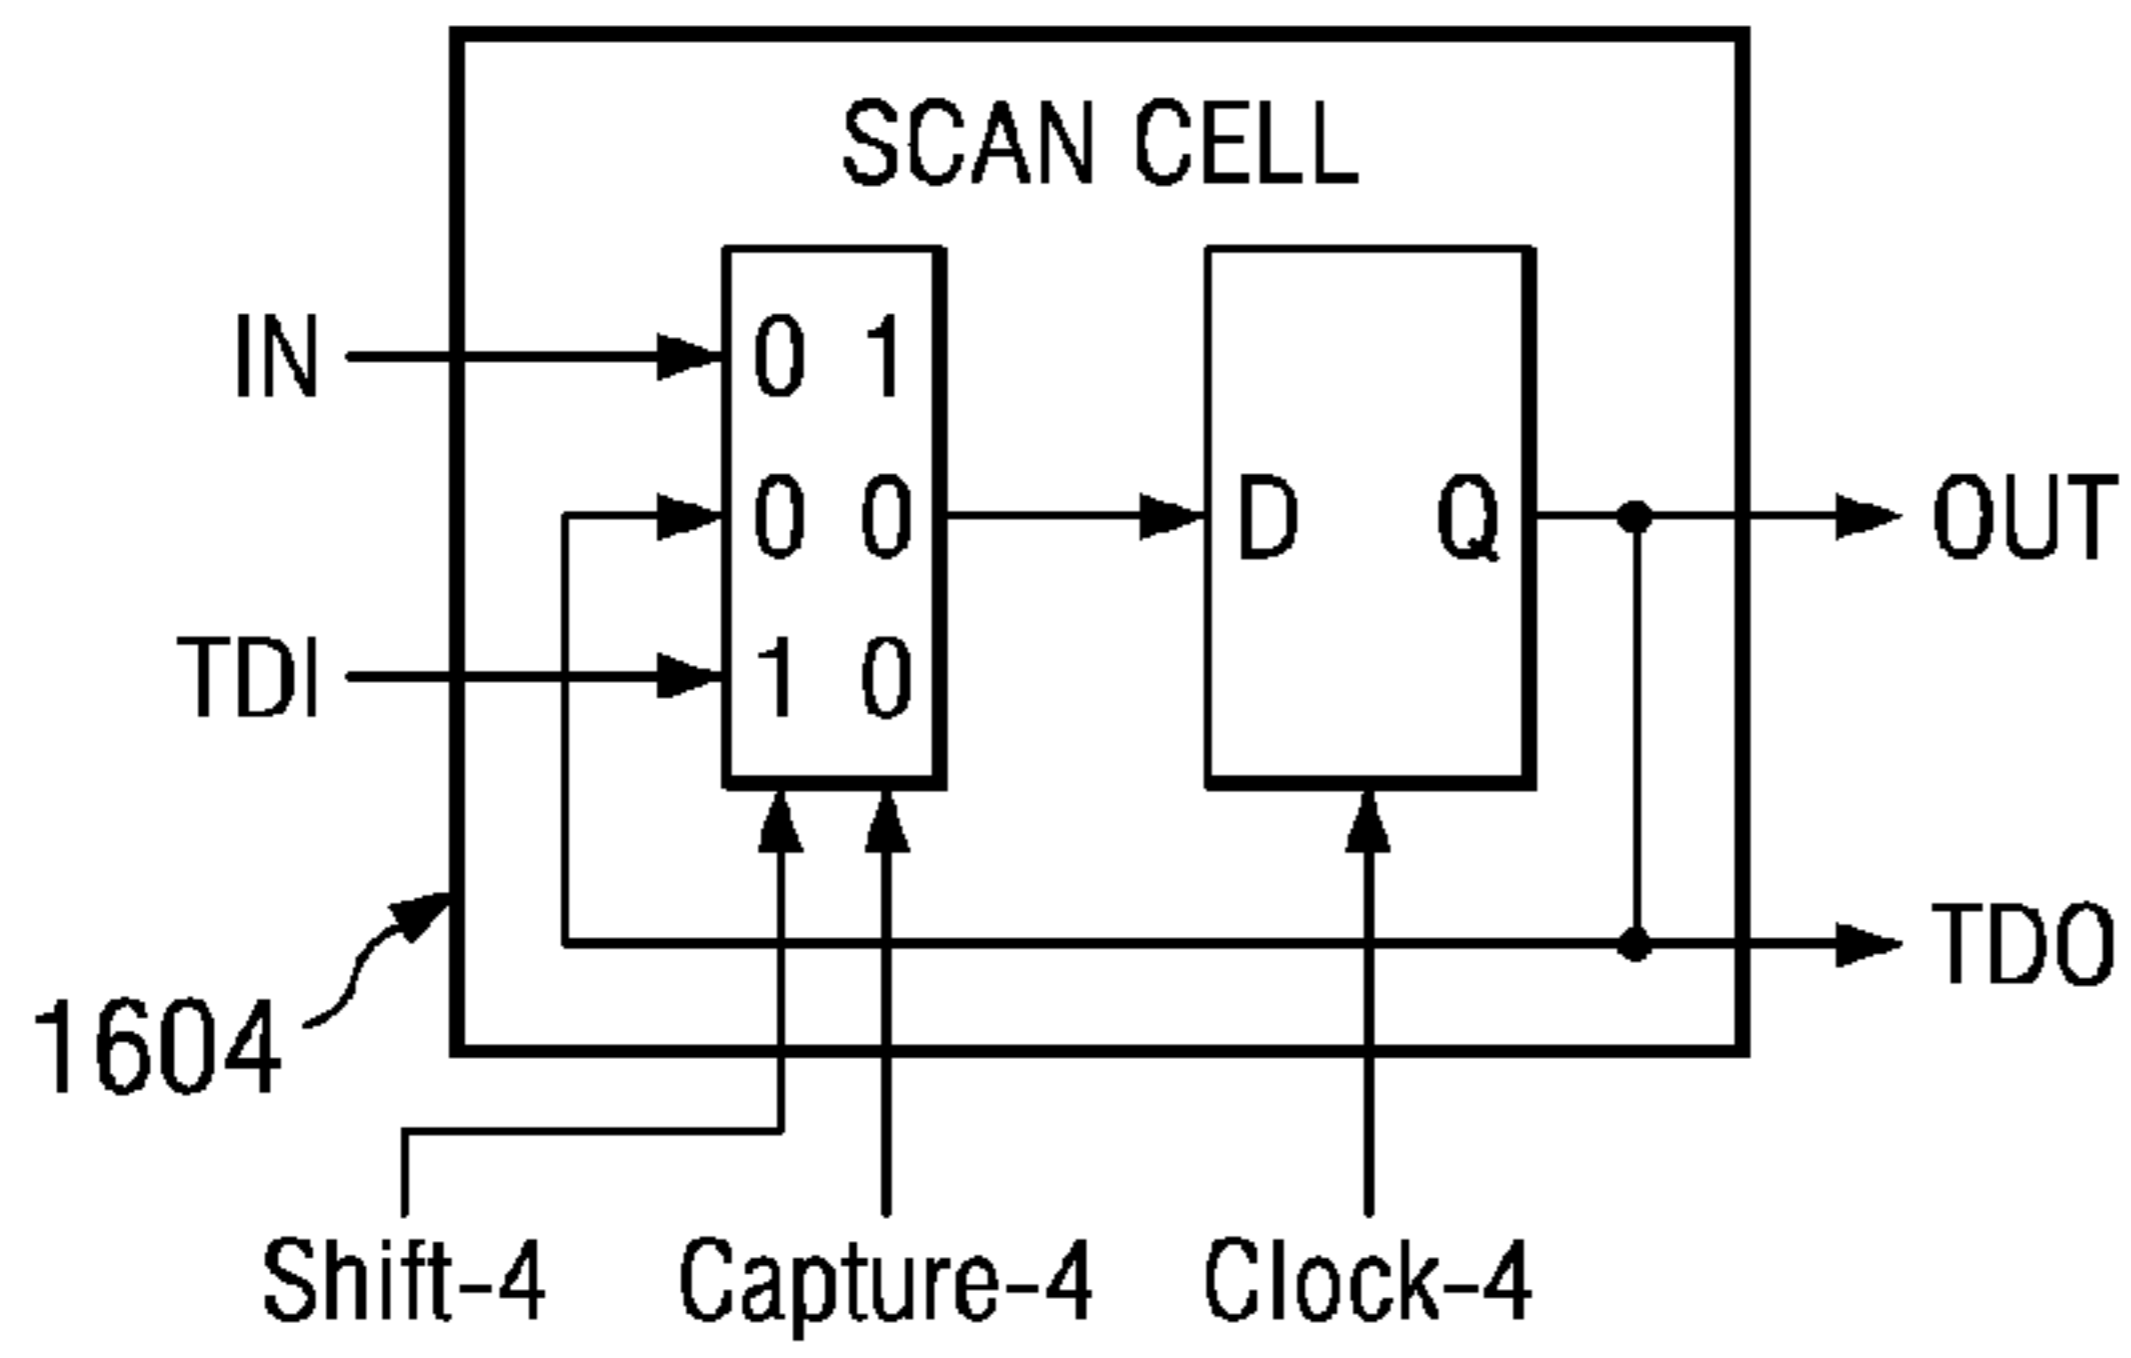 SCAN CELL
IN
0 1
0 0
D Q
OUT
TDI
1 0
TDO
1604
Shift-4
Capture-4
Clock-4